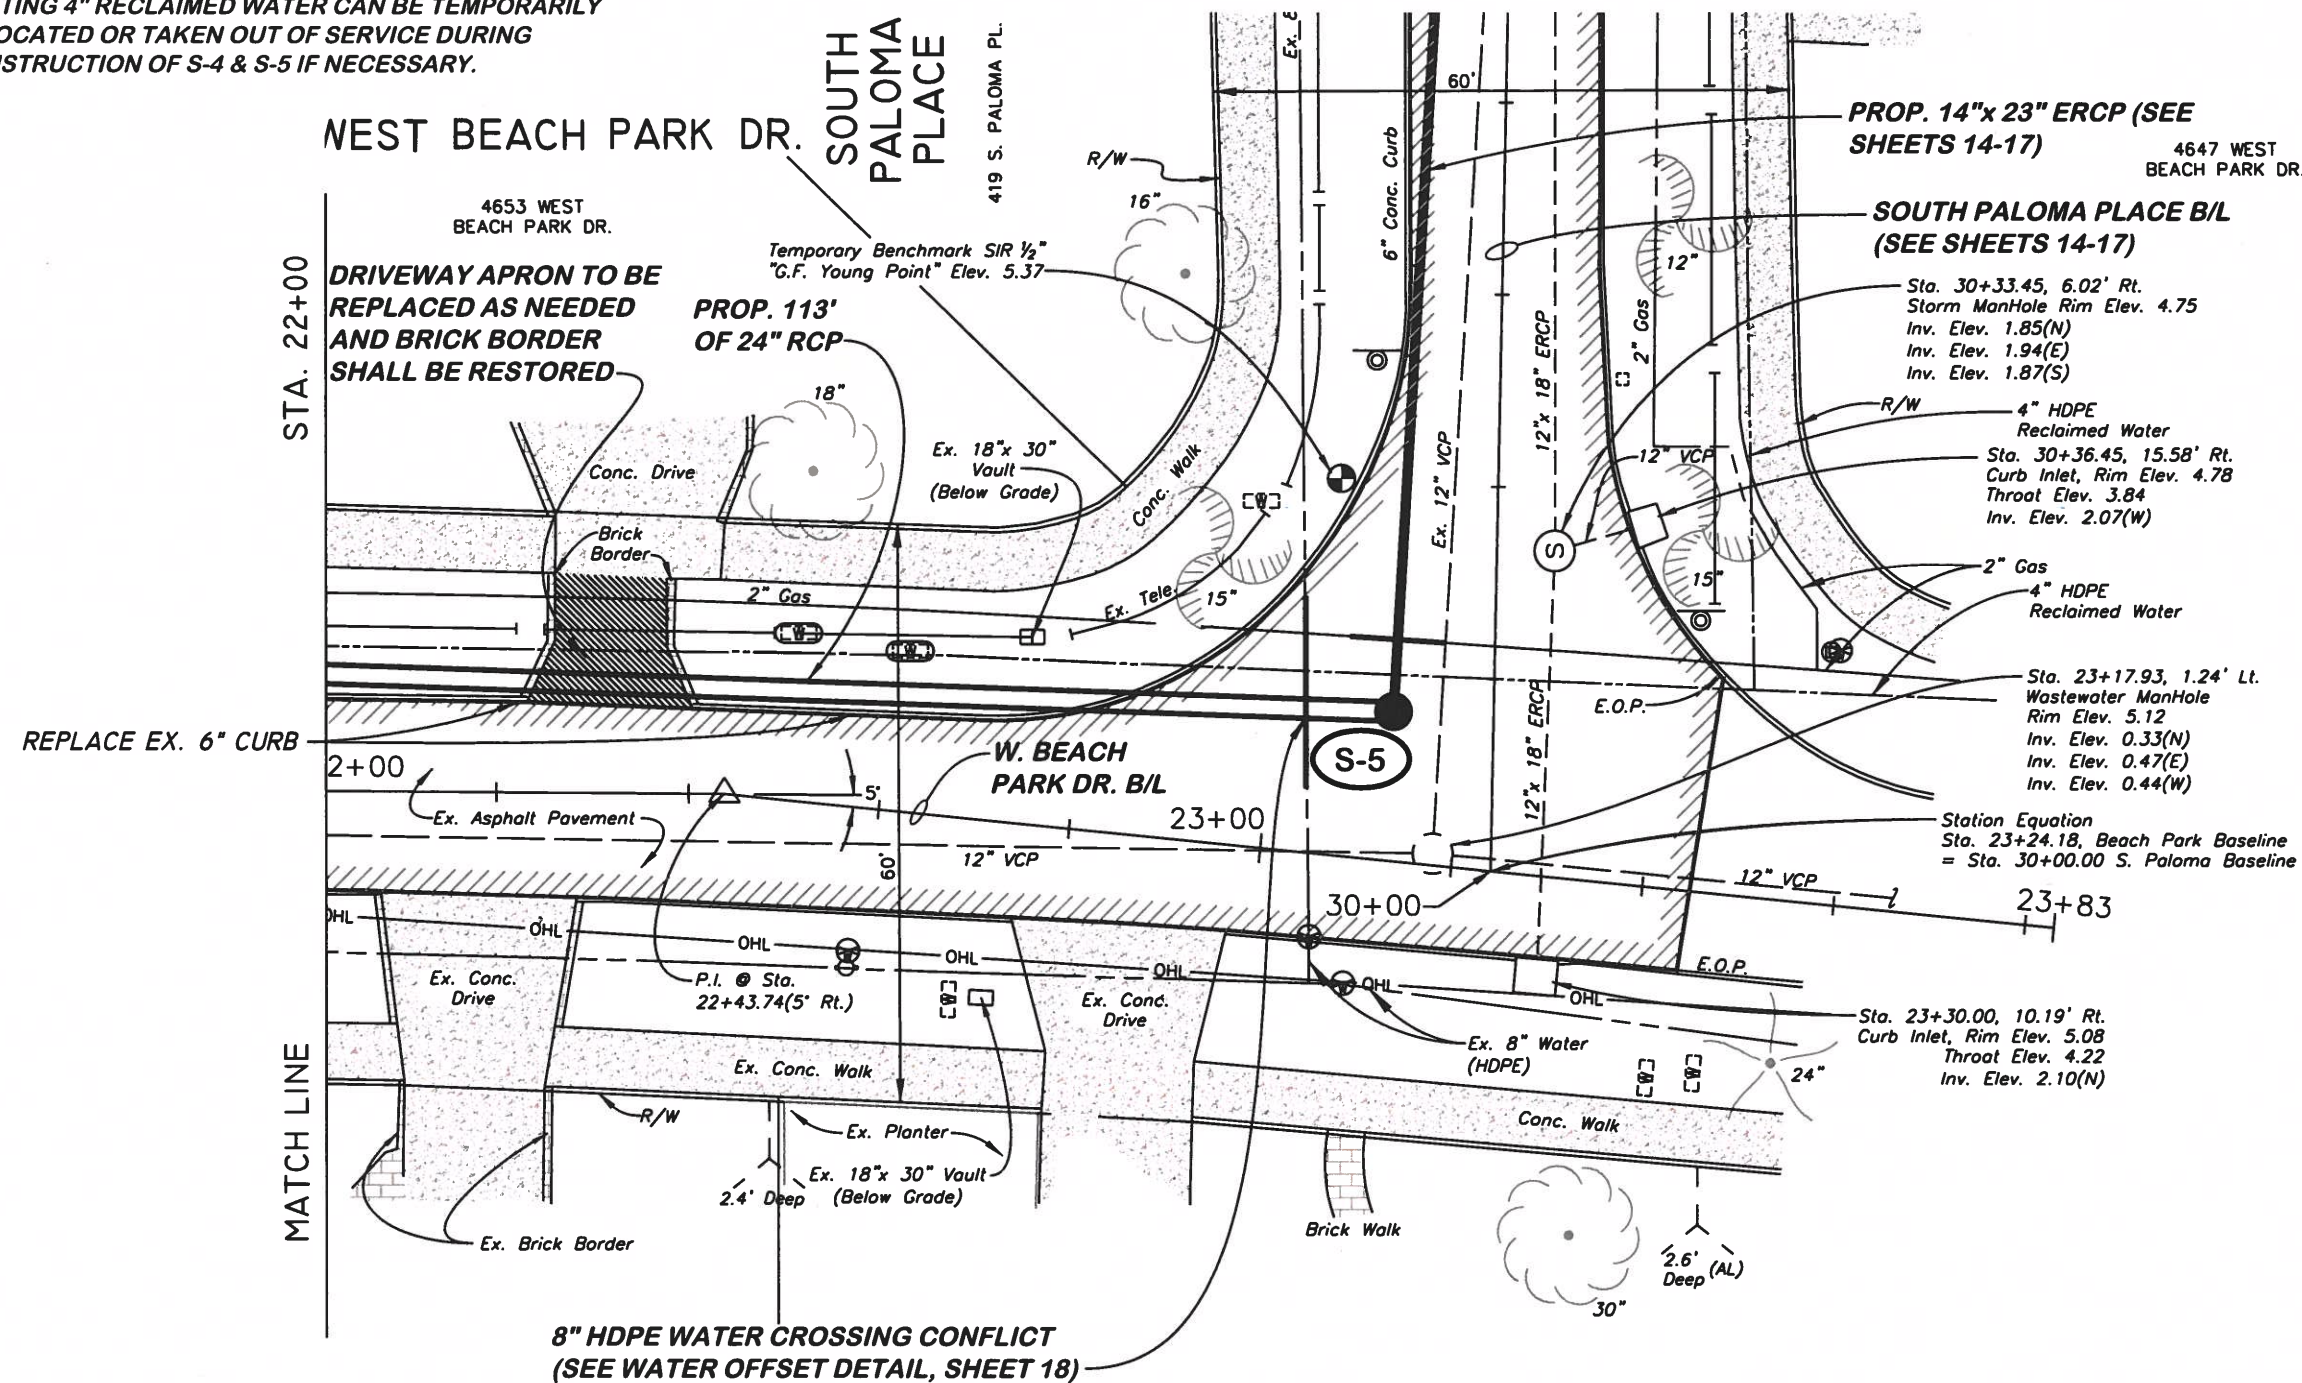 TING 4" RECLAIMED WATER CAN BE TEMPORARILY
OCATED OR TAKEN OUT OF SERVICE DURING
STRUCTION OF S-4 & S-5 IF NECESSARY.
WEST BEACH PARK DR.
SOUTH
PALOMA
PLACE
419 S. PALOMA PL.
4653 WEST
BEACH PARK DR.
STA. 22+00
MATCH LINE
DRIVEWAY APRON TO BE
REPLACED AS NEEDED
AND BRICK BORDER
SHALL BE RESTORED
PROP. 113'
OF 24" RCP
Temporary Benchmark SIR ½"
"G.F. Young Point" Elev. 5.37
R/W
16"
Ex. 8
6" Conc. Curb
60'
PROP. 14"x 23" ERCP (SEE
SHEETS 14-17)
4647 WEST
BEACH PARK DR.
SOUTH PALOMA PLACE B/L
(SEE SHEETS 14-17)
12"
Sta. 30+33.45, 6.02' Rt.
Storm ManHole Rim Elev. 4.75
Inv. Elev. 1.85(N)
Inv. Elev. 1.94(E)
Inv. Elev. 1.87(S)
R/W
4" HDPE
Reclaimed Water
Sta. 30+36.45, 15.58' Rt.
Curb Inlet, Rim Elev. 4.78
Throat Elev. 3.84
Inv. Elev. 2.07(W)
2" Gas
12"x 18" ERCP
12" VCP
Ex. 12" VCP
S
15"
2" Gas
4" HDPE
Reclaimed Water
18"
Conc. Drive
Ex. 18"x 30"
Vault
(Below Grade)
Conc. Walk
W
Brick
Border
2" Gas
W
W
Ex. Tele.
15"
E.O.P.
12"x 18" ERCP
Sta. 23+17.93, 1.24' Lt.
Wastewater ManHole
Rim Elev. 5.12
Inv. Elev. 0.33(N)
Inv. Elev. 0.47(E)
Inv. Elev. 0.44(W)
REPLACE EX. 6" CURB
S-5
W. BEACH
PARK DR. B/L
2+00
5°
Ex. Asphalt Pavement
23+00
12" VCP
60'
Station Equation
Sta. 23+24.18, Beach Park Baseline
= Sta. 30+00.00 S. Paloma Baseline
12" VCP
23+83
30+00
OHL
OHL
OHL
OHL
OHL
OHL
OHL
E.O.P.
Ex. Conc.
Drive
P.I. @ Sta.
22+43.74(5° Rt.)
W
Ex. Conc.
Drive
Ex. 8" Water
(HDPE)
Sta. 23+30.00, 10.19' Rt.
Curb Inlet, Rim Elev. 5.08
Throat Elev. 4.22
Inv. Elev. 2.10(N)
W
W
24"
Ex. Conc. Walk
Conc. Walk
R/W
Ex. Planter
2.4' Deep
Ex. 18"x 30" Vault
(Below Grade)
Ex. Brick Border
Brick Walk
2.6'
Deep (AL)
30"
8" HDPE WATER CROSSING CONFLICT
(SEE WATER OFFSET DETAIL, SHEET 18)